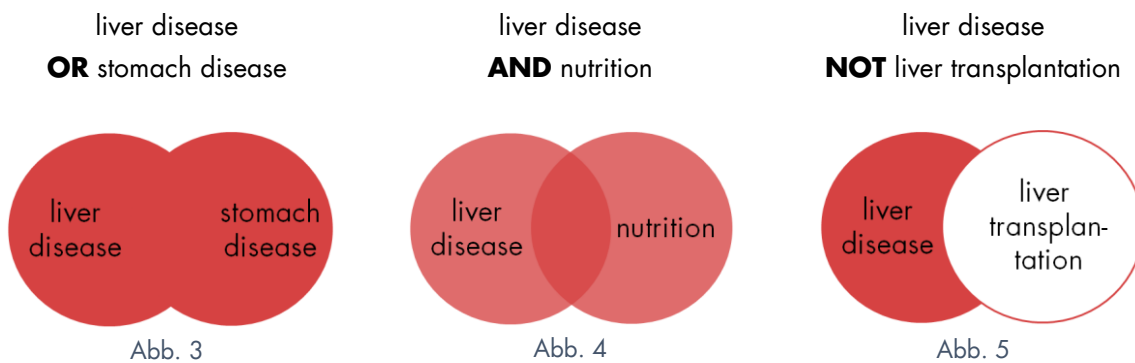 liver disease
OR stomach disease
liver
disease
stomach
disease
Abb. 3
liver disease
AND nutrition
liver
disease
nutrition
Abb. 4
liver disease
NOT liver transplantation
liver
disease
liver
transplan-
tation
Abb. 5